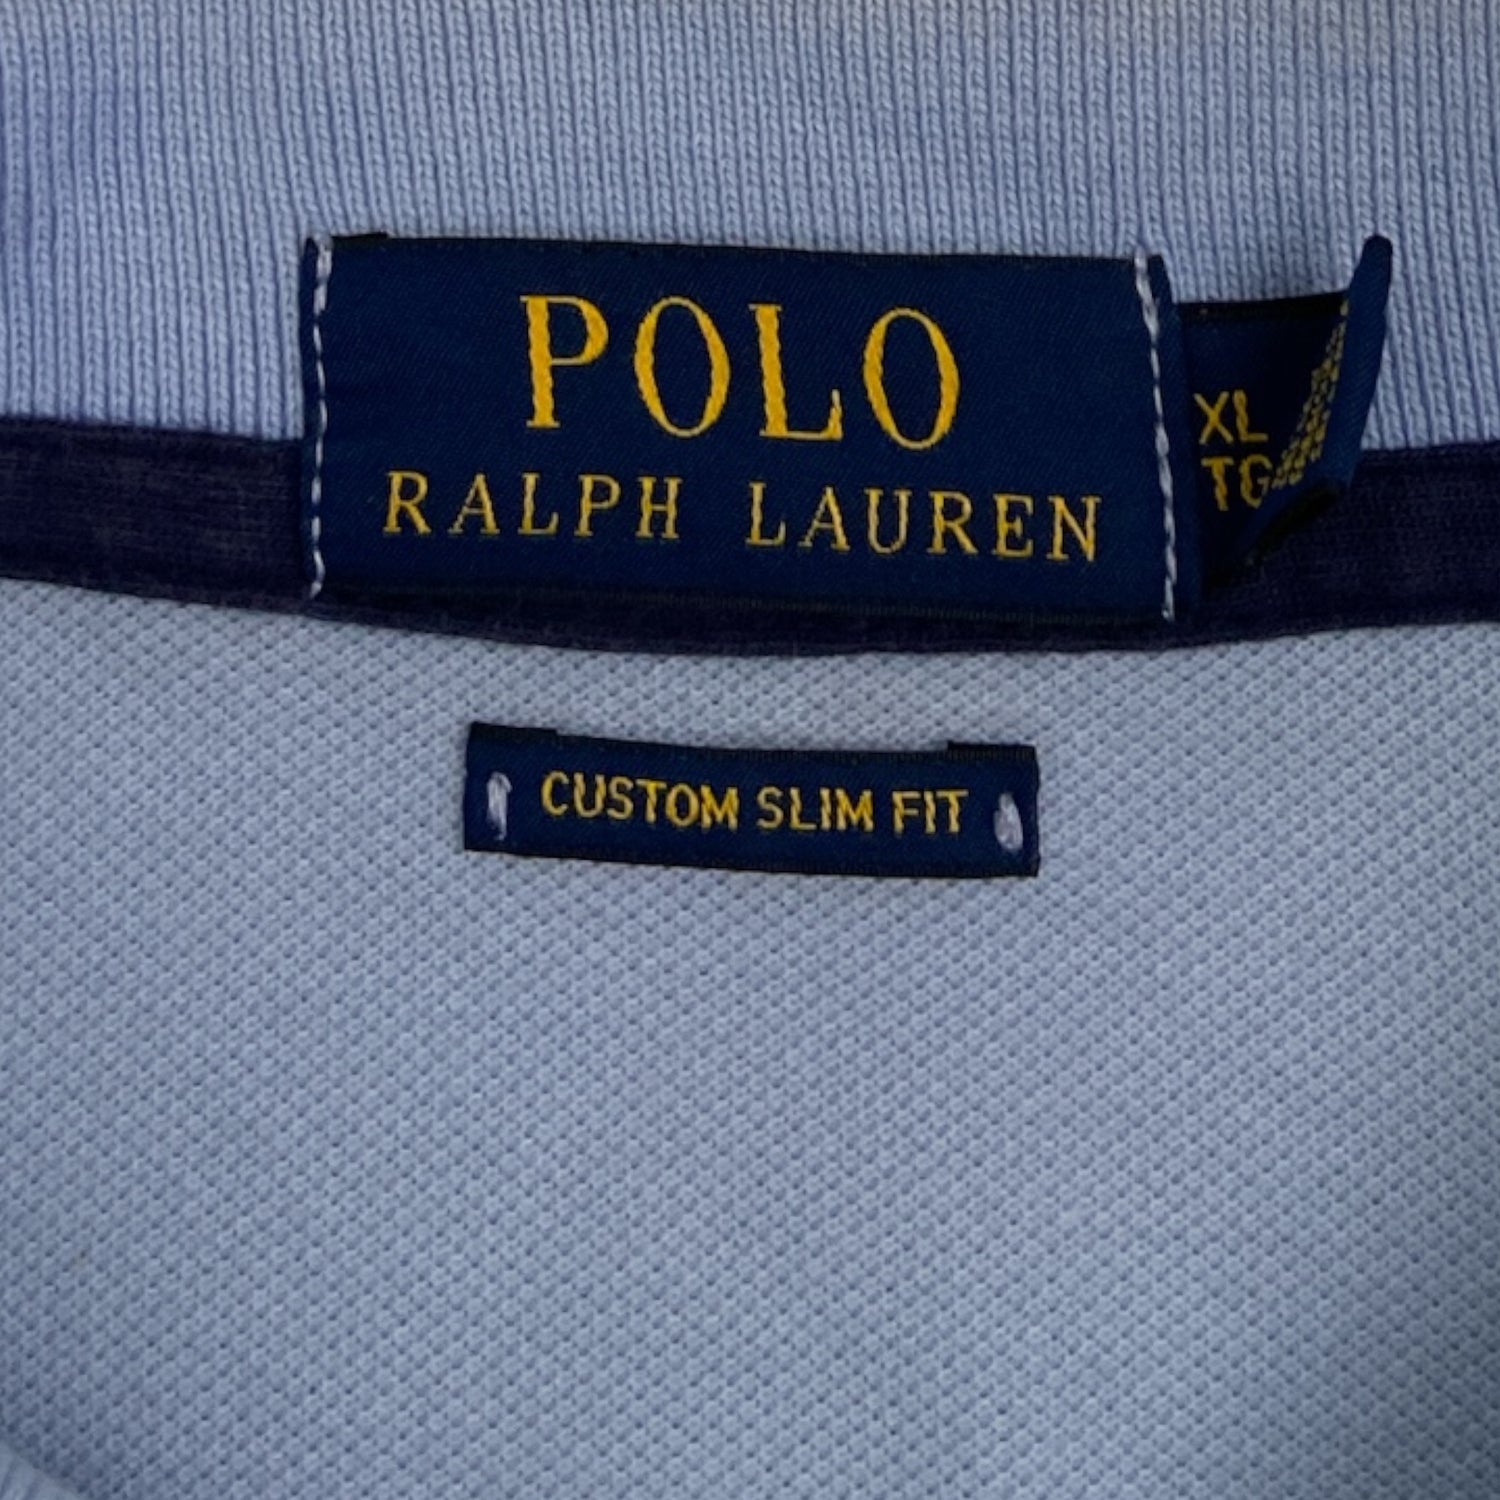 POLO
RALPH LAUREN
XL
TG
CUSTOM SLIM FIT